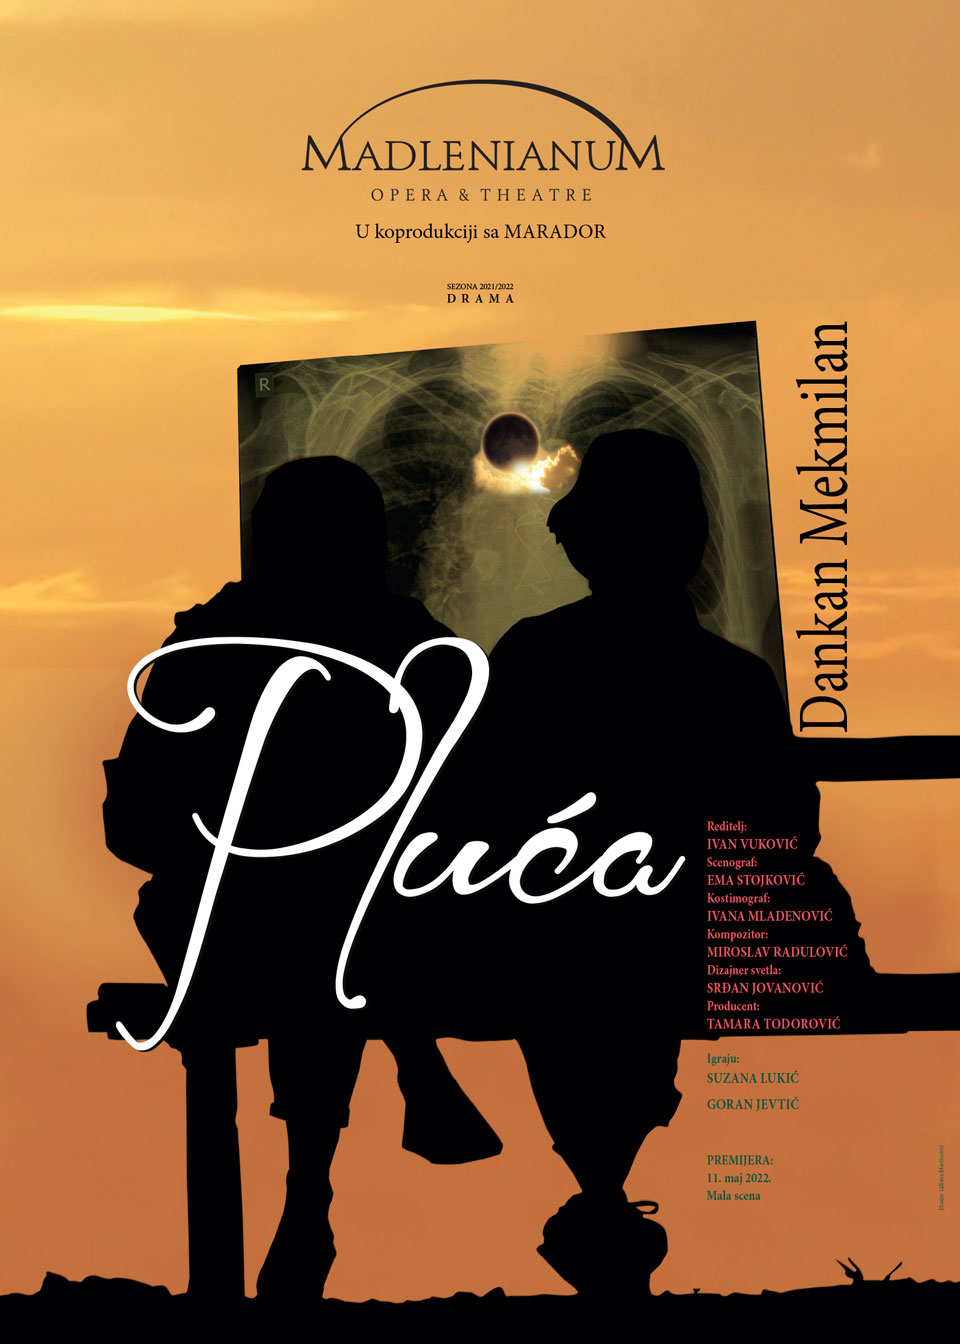 MADLENIANUM
OPERA & THEATRE
U koprodukciji sa MARADOR
SEZONA 2021/2022
DRAMA
R
Dankan Mekmilan
Pluća
Reditelj:
IVAN VUKOVIĆ
Scenograf:
EMA STOJKOVIĆ
Kostimograf:
IVANA MLADENOVIĆ
Kompozitor:
MIROSLAV RADULOVIĆ
Dizajner svetla:
SRĐAN JOVANOVIĆ
Producent:
TAMARA TODOROVIĆ
Igraju:
SUZANA LUKIĆ
GORAN JEVTIĆ
PREMIJERA:
11. maj 2022.
Mala scena